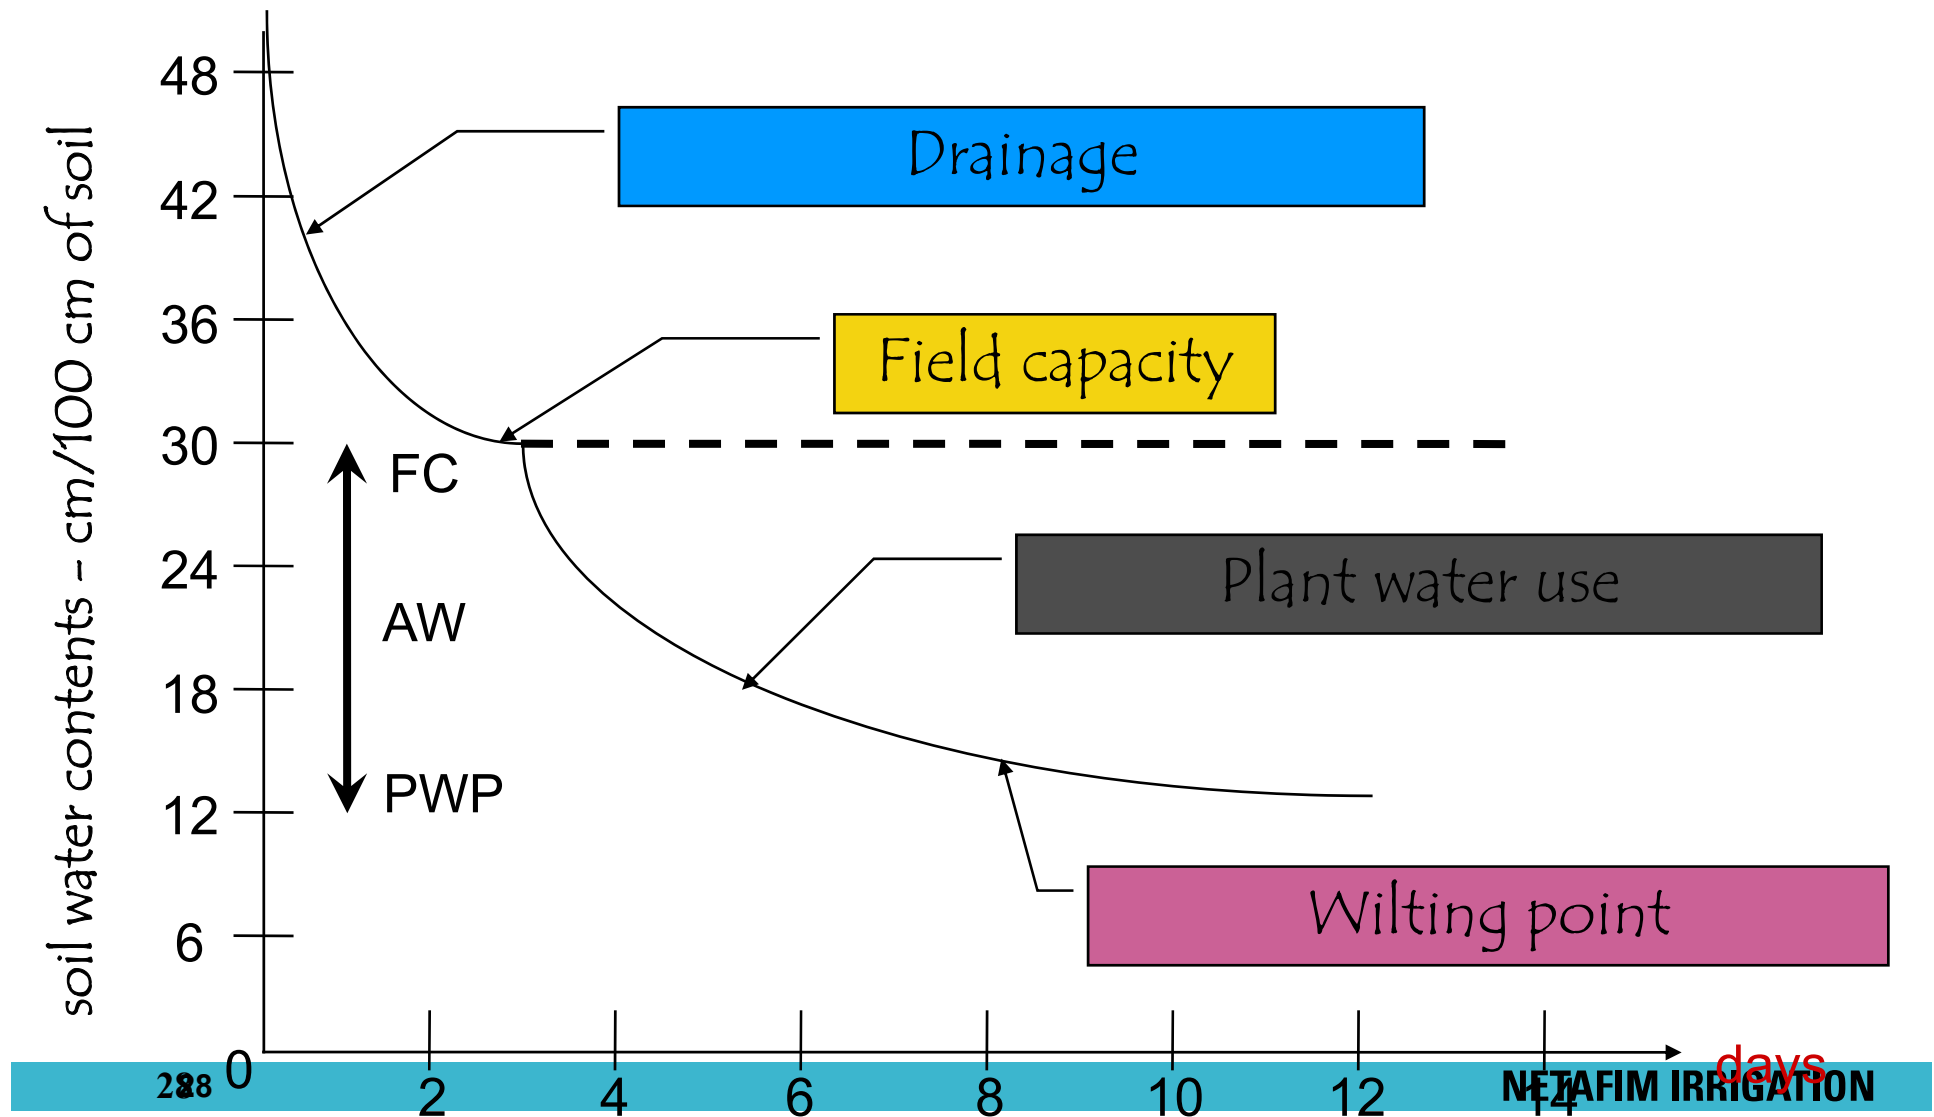 soil water contents – cm/100 cm of soil
48
42
36
30
24
18
12
6
0
Drainage
Field capacity
FC
AW
PWP
Plant water use
Wilting point
2
4
6
8
10
12
14
days
NETAFIM IRRIGATION